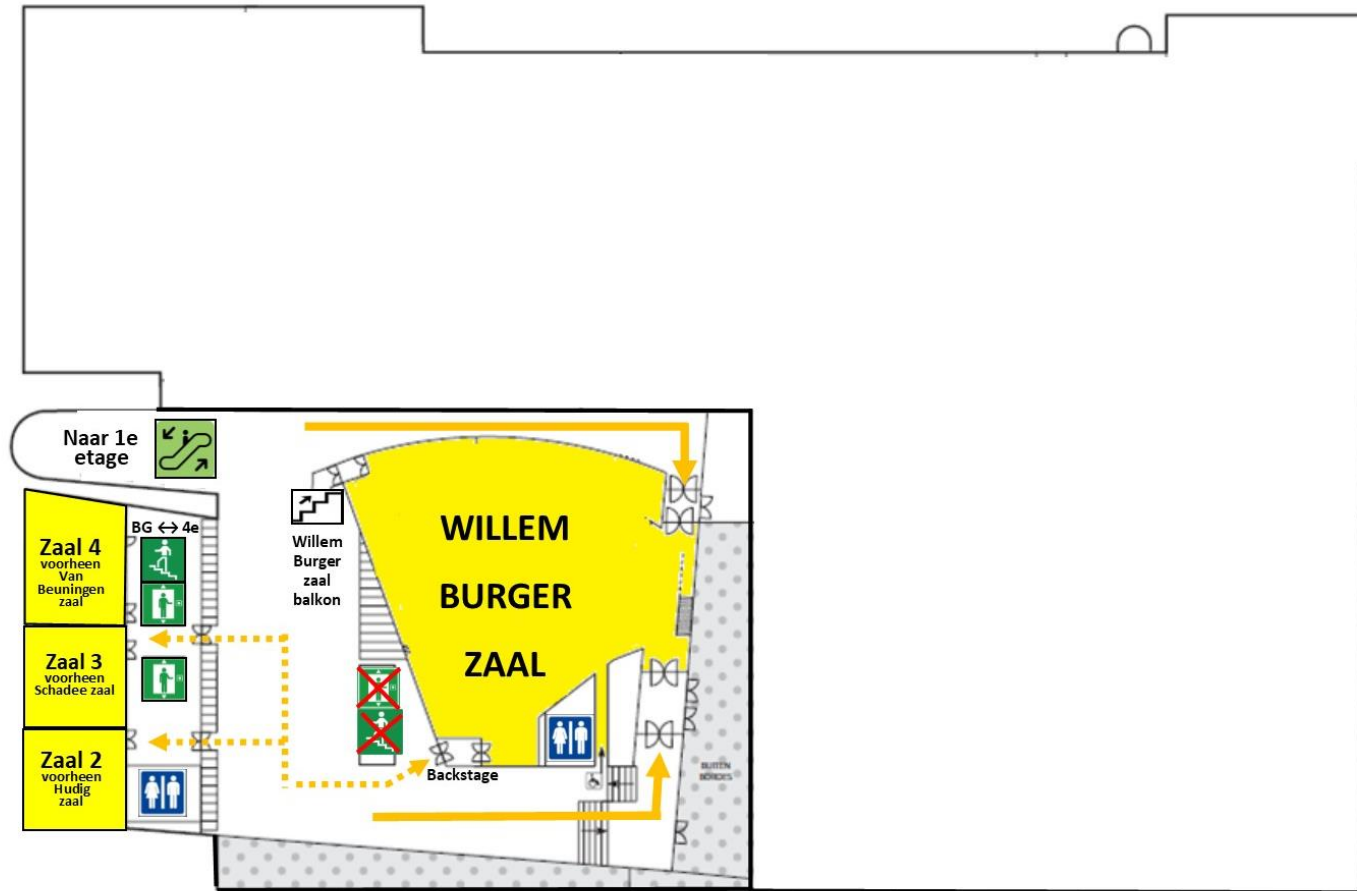 Naar 1e
etage
BG ↔ 4e
Zaal 4
voorheen
Van
Beuningen
zaal
Zaal 3
voorheen
Schadee zaal
Zaal 2
voorheen
Hudig
zaal
Willem
Burger
zaal
balkon
WILLEM
BURGER
ZAAL
Backstage
BUITEN
BORDES